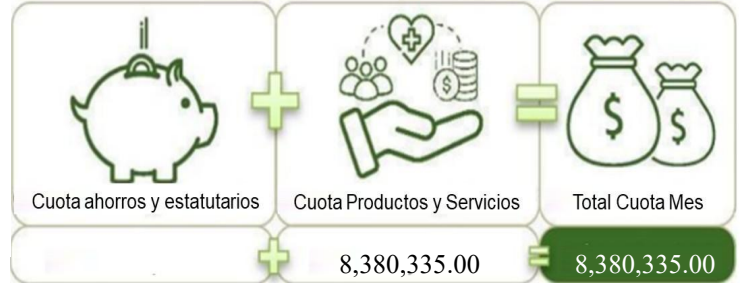 Cuota ahorros y estatutarios
Cuota Productos y Servicios
Total Cuota Mes
+
8,380,335.00
=
8,380,335.00